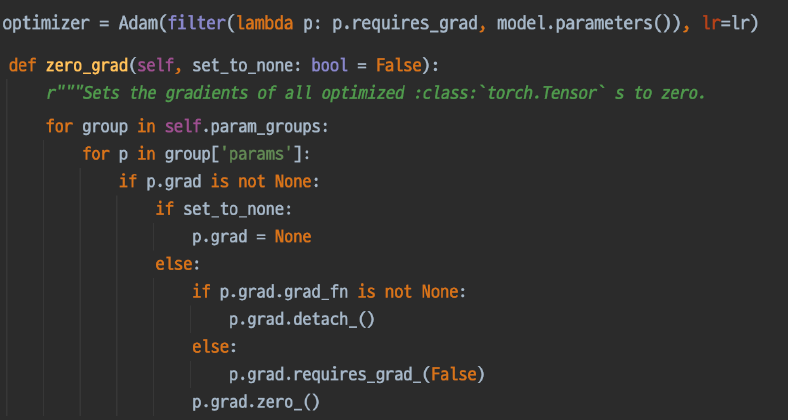 optimizer = Adam(filter(lambda p: p.requires_grad, model.parameters()), lr=lr)
def zero_grad(self, set_to_none: bool = False):
    r"""Sets the gradients of all optimized :class:`torch.Tensor` s to zero.
    for group in self.param_groups:
        for p in group['params']:
            if p.grad is not None:
                if set_to_none:
                    p.grad = None
                else:
                    if p.grad.grad_fn is not None:
                        p.grad.detach_()
                    else:
                        p.grad.requires_grad_(False)
                    p.grad.zero_()